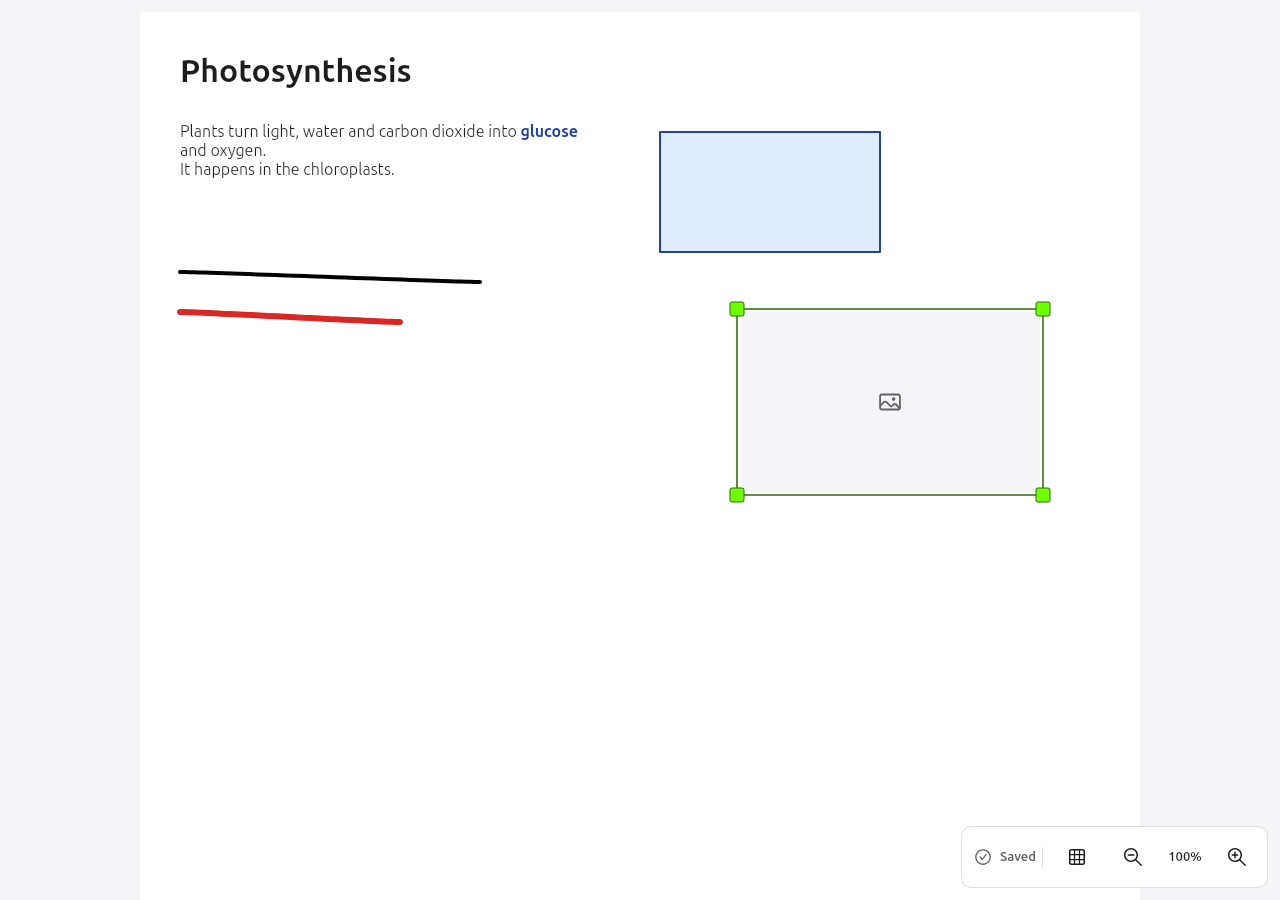 Photosynthesis
Plants turn light, water and carbon dioxide into glucose
and oxygen.
It happens in the chloroplasts.
Saved
100%